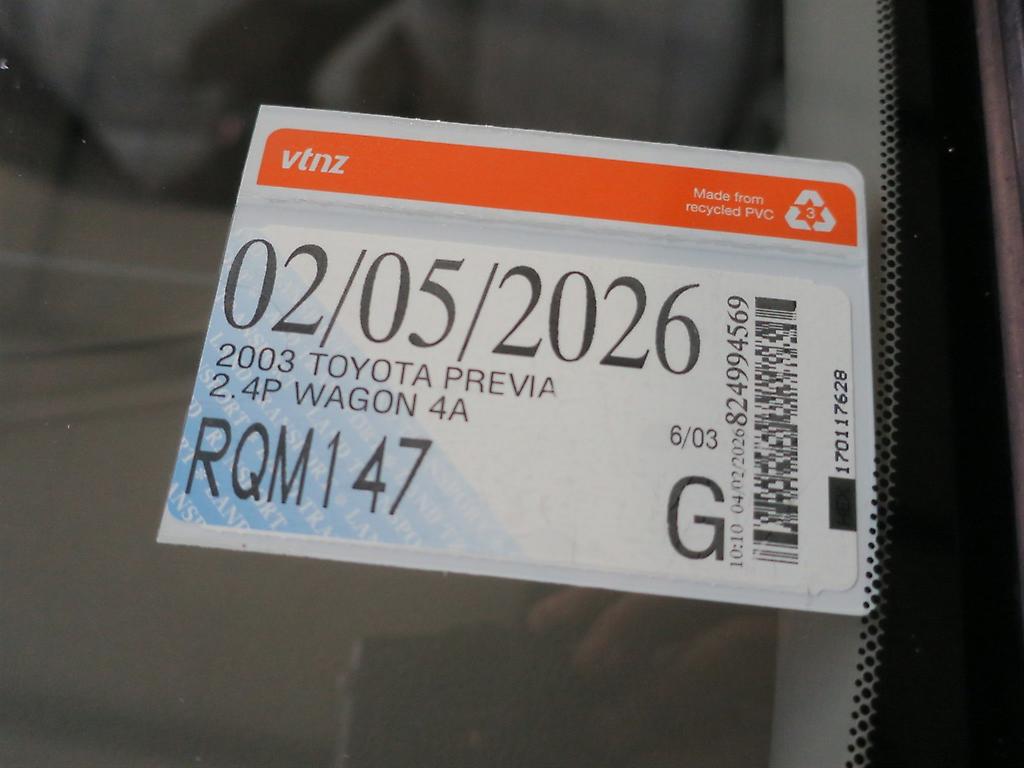 vtnz
Made from
recycled PVC
3
02/05/2026
2003 TOYOTA PREVIA
2.4P WAGON 4A
RQM147
6/03
G
10:10 04/02/2026
824994569
170117628